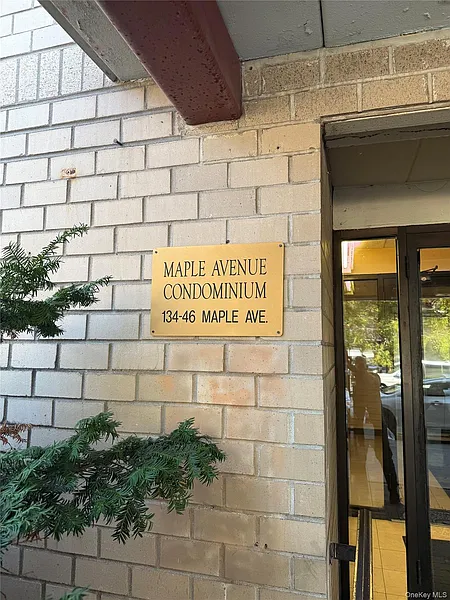 MAPLE AVENUE
CONDOMINIUM
134-46 MAPLE AVE.
OneKey MLS